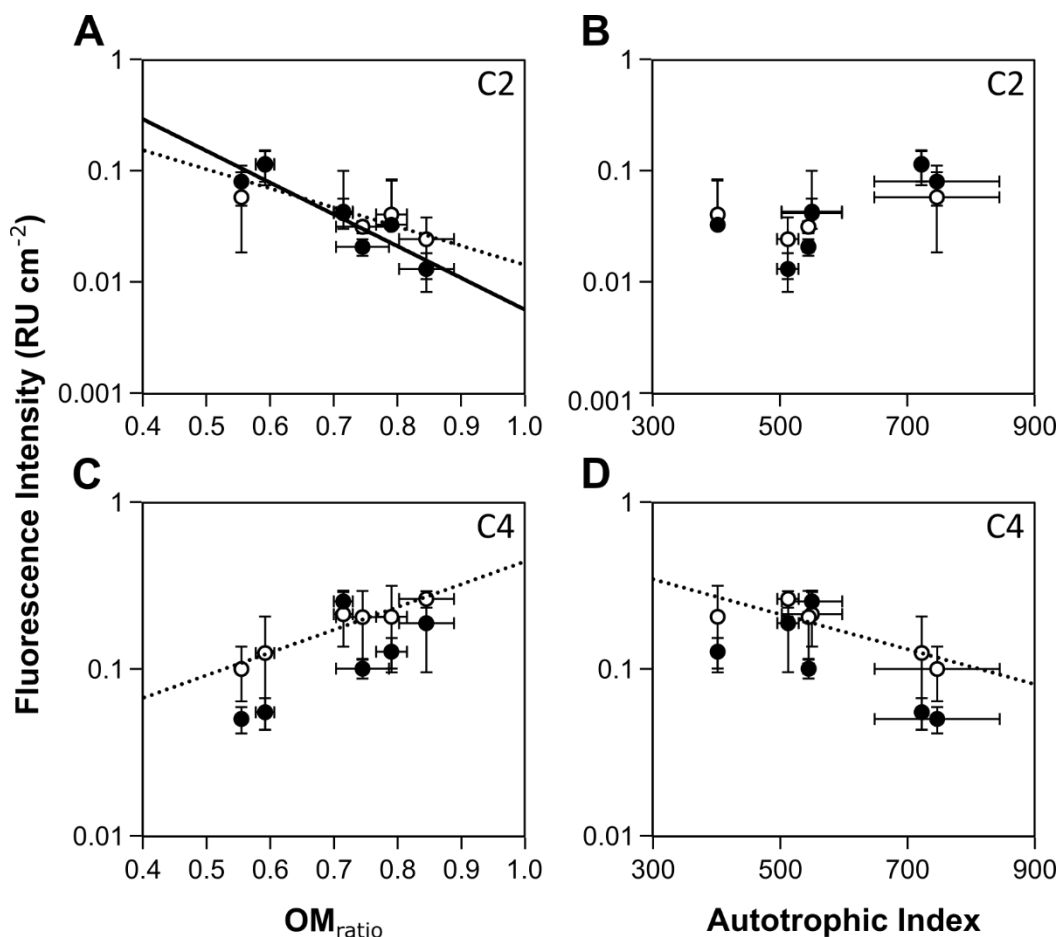 A
B
Fluorescence Intensity (RU cm⁻²)
1
0.1
0.01
0.001
C2
0.4 0.5 0.6 0.7 0.8 0.9 1.0
1
0.1
0.01
0.001
C2
300 500 700 900
C
D
1
0.1
0.01
C4
0.4 0.5 0.6 0.7 0.8 0.9 1.0
OMratio
1
0.1
0.01
C4
300 500 700 900
Autotrophic Index